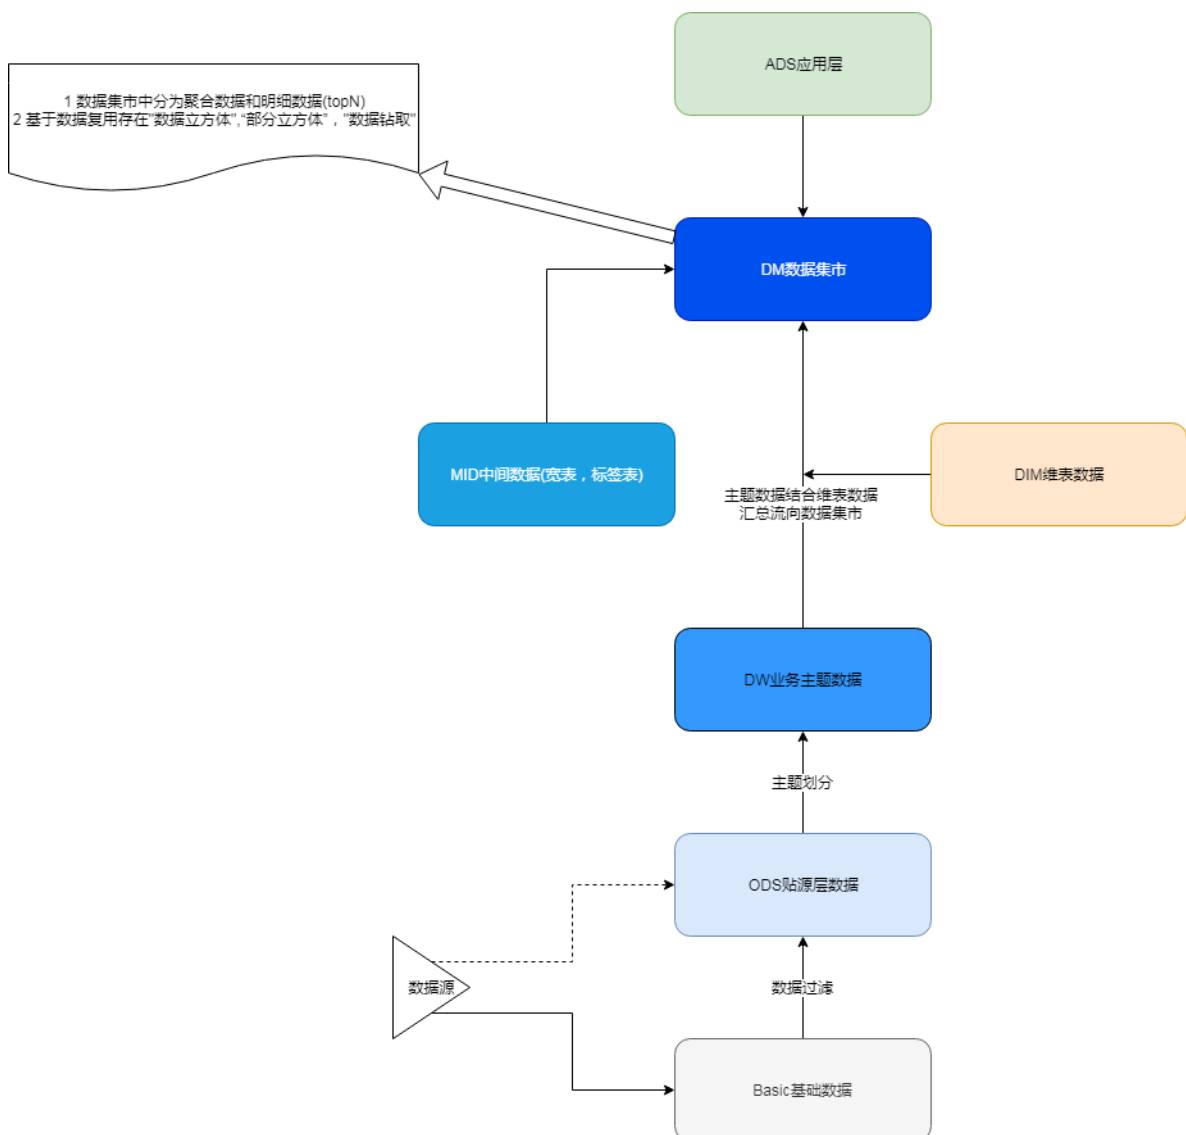 ADS应用层
1 数据集市中分为聚合数据和明细数据(topN)
2 基于数据复用存在"数据立方体","部分立方体"，"数据钻取"
DM数据集市
MID中间数据(宽表，标签表)
DIM维表数据
主题数据结合维表数据
汇总流向数据集市
DW业务主题数据
主题划分
ODS贴源层数据
数据源
数据过滤
Basic基础数据